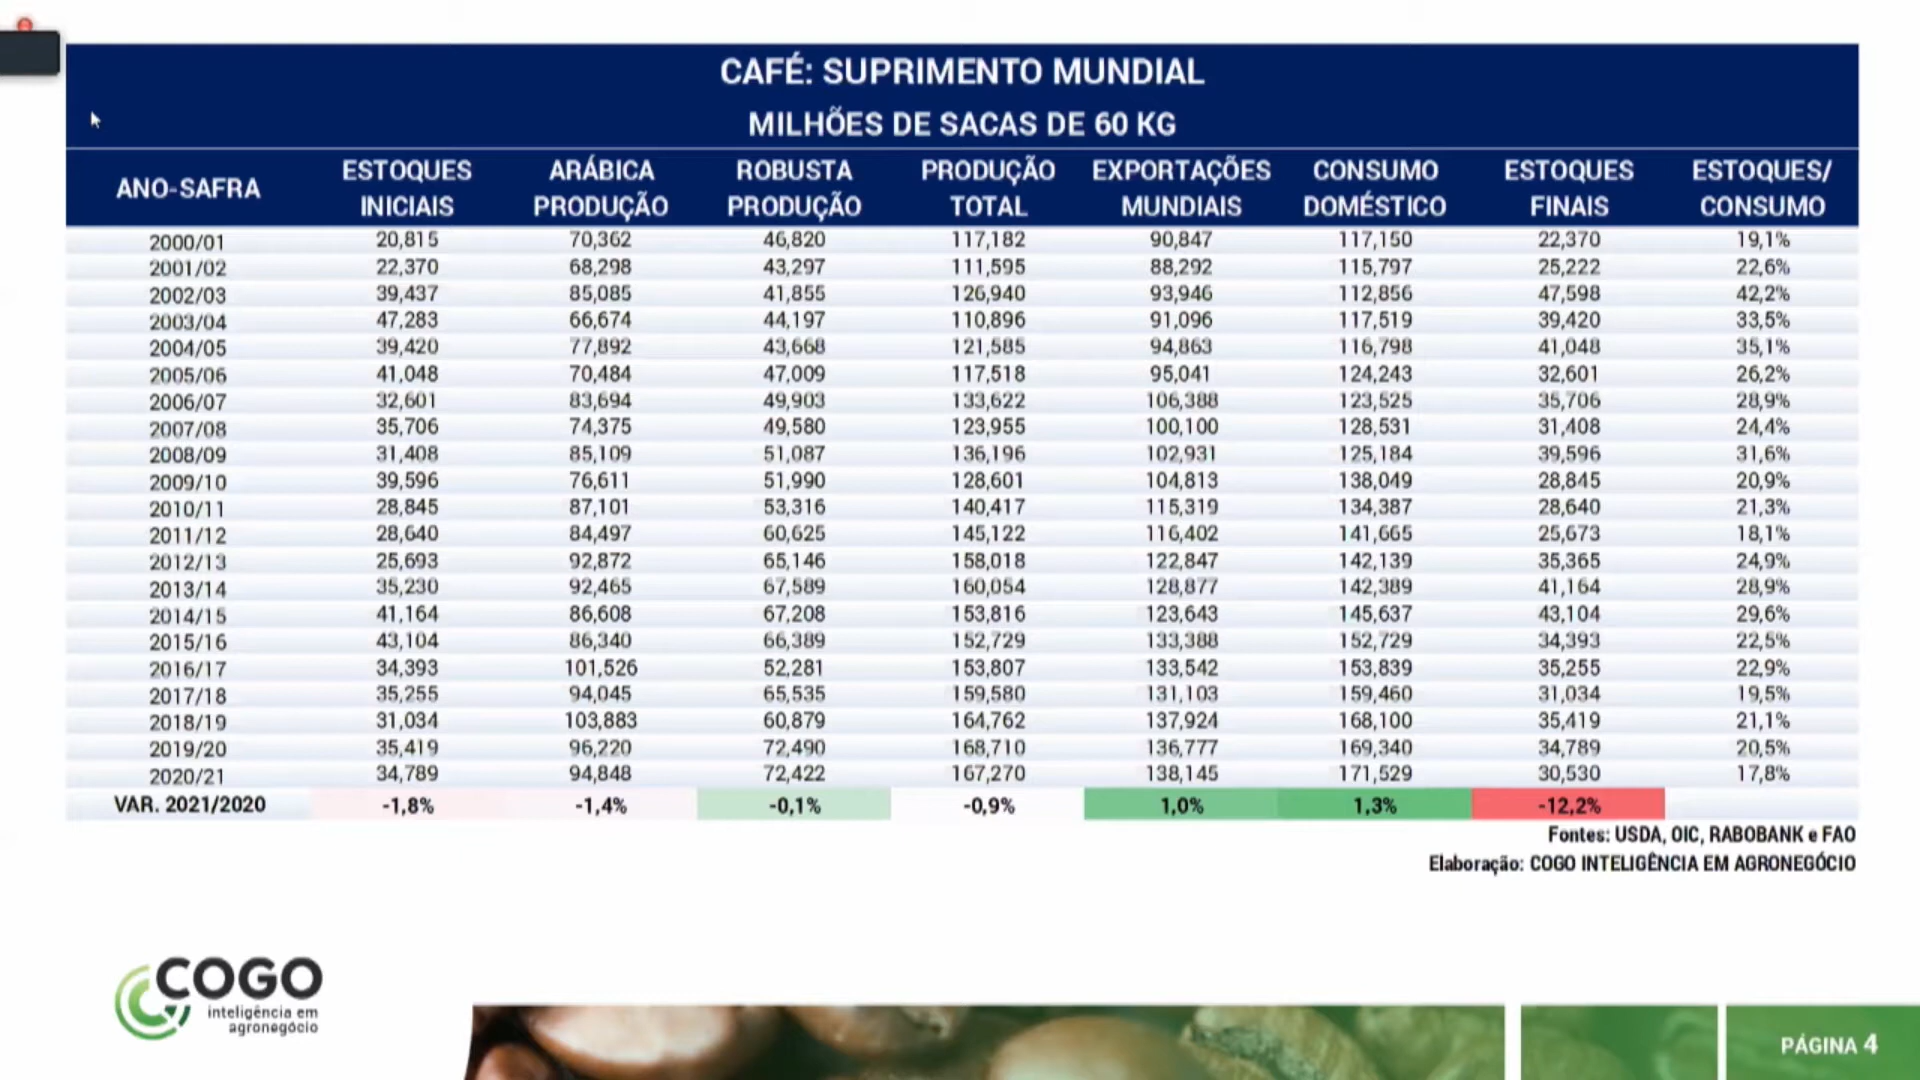 CAFÉ: SUPRIMENTO MUNDIAL
MILHÕES DE SACAS DE 60 KG
ANO-SAFRA ESTOQUES INICIAIS ARÁBICA PRODUÇÃO ROBUSTA PRODUÇÃO PRODUÇÃO TOTAL EXPORTAÇÕES MUNDIAIS CONSUMO DOMÉSTICO ESTOQUES FINAIS ESTOQUES/ CONSUMO
2000/01 20,815 70,362 46,820 117,182 90,847 117,150 22,370 19,1%
2001/02 22,370 68,298 43,297 111,595 88,292 115,797 25,222 22,6%
2002/03 39,437 85,085 41,855 126,940 93,946 112,856 47,598 42,2%
2003/04 47,283 66,674 44,197 110,896 91,096 117,519 39,420 33,5%
2004/05 39,420 77,892 43,668 121,585 94,863 116,798 41,048 35,1%
2005/06 41,048 70,484 47,009 117,518 95,041 124,243 32,601 26,2%
2006/07 32,601 83,694 49,903 133,622 106,388 123,525 35,706 28,9%
2007/08 35,706 74,375 49,580 123,955 100,100 128,531 31,408 24,4%
2008/09 31,408 85,109 51,087 136,196 102,931 125,184 39,596 31,6%
2009/10 39,596 76,611 51,990 128,601 104,813 138,049 28,845 20,9%
2010/11 28,845 87,101 53,316 140,417 115,319 134,387 28,640 21,3%
2011/12 28,640 84,497 60,625 145,122 116,402 141,665 25,673 18,1%
2012/13 25,693 92,872 65,146 158,018 122,847 142,139 35,365 24,9%
2013/14 35,230 92,465 67,589 160,054 128,877 142,389 41,164 28,9%
2014/15 41,164 86,608 67,208 153,816 123,643 145,637 43,104 29,6%
2015/16 43,104 86,340 66,389 152,729 133,388 152,729 34,393 22,5%
2016/17 34,393 101,526 52,281 153,807 133,542 153,839 35,255 22,9%
2017/18 35,255 94,045 65,535 159,580 131,103 159,460 31,034 19,5%
2018/19 31,034 103,883 60,879 164,762 137,924 168,100 35,419 21,1%
2019/20 35,419 96,220 72,490 168,710 136,777 169,340 34,789 20,5%
2020/21 34,789 94,848 72,422 167,270 138,145 171,529 30,530 17,8%
VAR. 2021/2020 -1,8% -1,4% -0,1% -0,9% 1,0% 1,3% -12,2%
Fontes: USDA, OIC, RABOBANK e FAO
Elaboração: COGO INTELIGÊNCIA EM AGRONEGÓCIO
COGO
inteligência em
agronegócio
PÁGINA 4